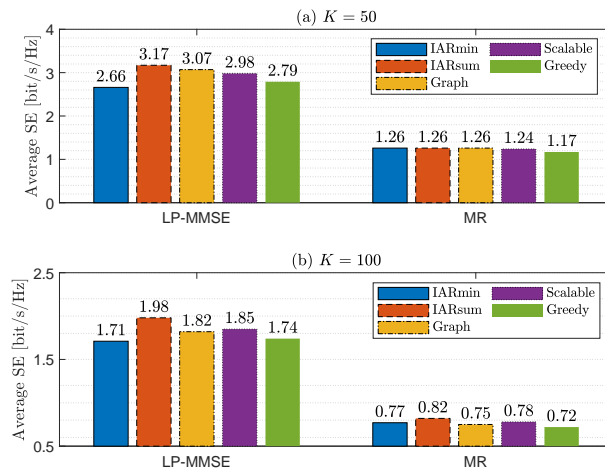 (a) K = 50
Average SE [bit/s/Hz]
4
3
2
1
0
2.66 3.17 3.07 2.98 2.79
1.26 1.26 1.26 1.24 1.17
IARmin Scalable
IARsum Greedy
Graph
LP-MMSE MR
(b) K = 100
Average SE [bit/s/Hz]
2.5
1.5
0.5
1.71 1.98 1.82 1.85 1.74
0.77 0.82 0.75 0.78 0.72
IARmin Scalable
IARsum Greedy
Graph
LP-MMSE MR